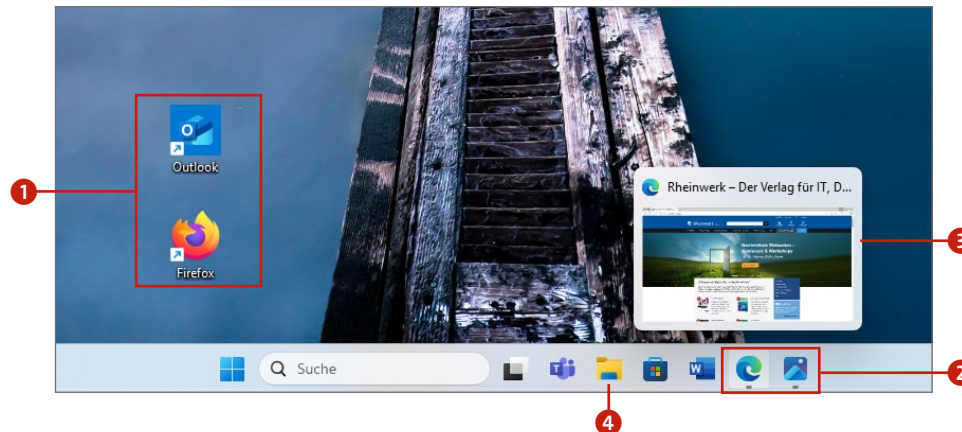 1
Outlook
Firefox
Rheinwerk – Der Verlag für IT, D...
3
Suche
2
4